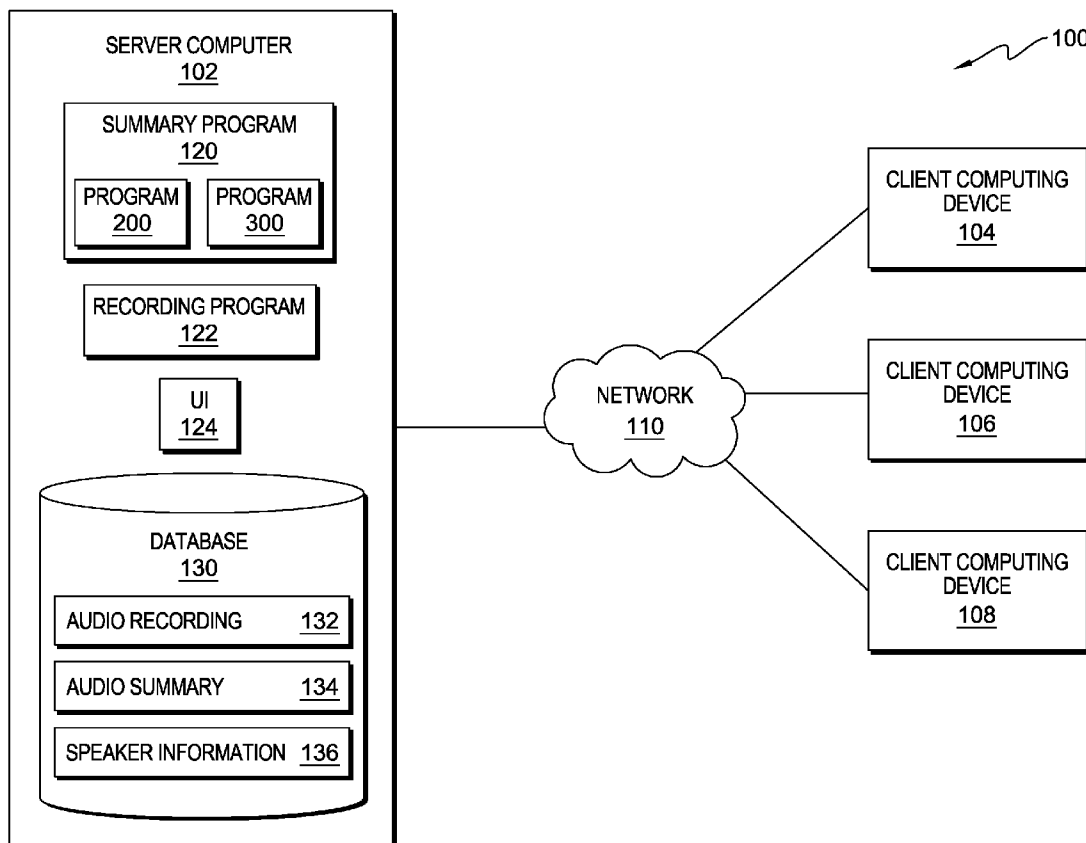 100
SERVER COMPUTER
102
SUMMARY PROGRAM
120
PROGRAM
200
PROGRAM
300
RECORDING PROGRAM
122
UI
124
DATABASE
130
AUDIO RECORDING 132
AUDIO SUMMARY 134
SPEAKER INFORMATION 136
NETWORK
110
CLIENT COMPUTING
DEVICE
104
CLIENT COMPUTING
DEVICE
106
CLIENT COMPUTING
DEVICE
108